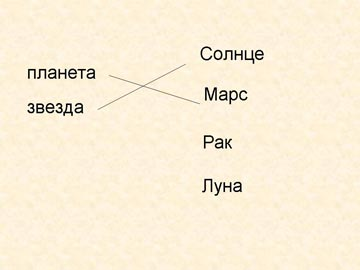 планета
звезда
Солнце
Марс
Рак
Луна